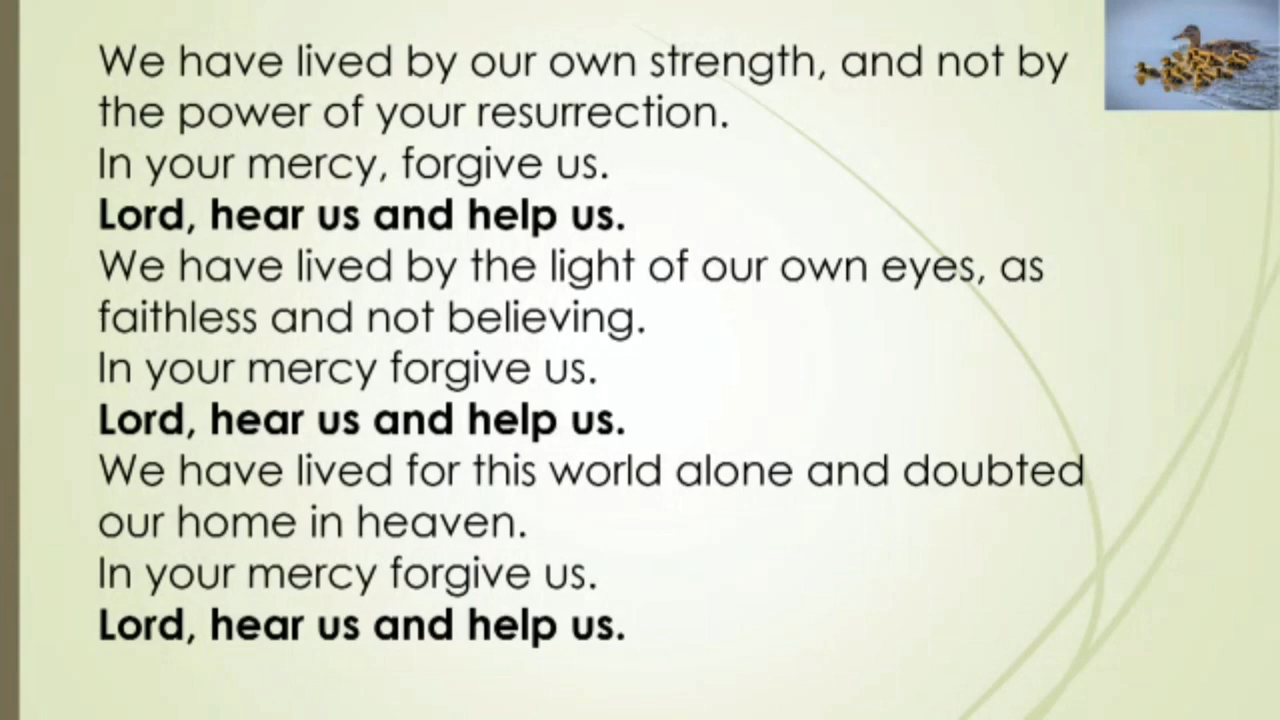 We have lived by our own strength, and not by
the power of your resurrection.
In your mercy, forgive us.
Lord, hear us and help us.
We have lived by the light of our own eyes, as
faithless and not believing.
In your mercy forgive us.
Lord, hear us and help us.
We have lived for this world alone and doubted
our home in heaven.
In your mercy forgive us.
Lord, hear us and help us.